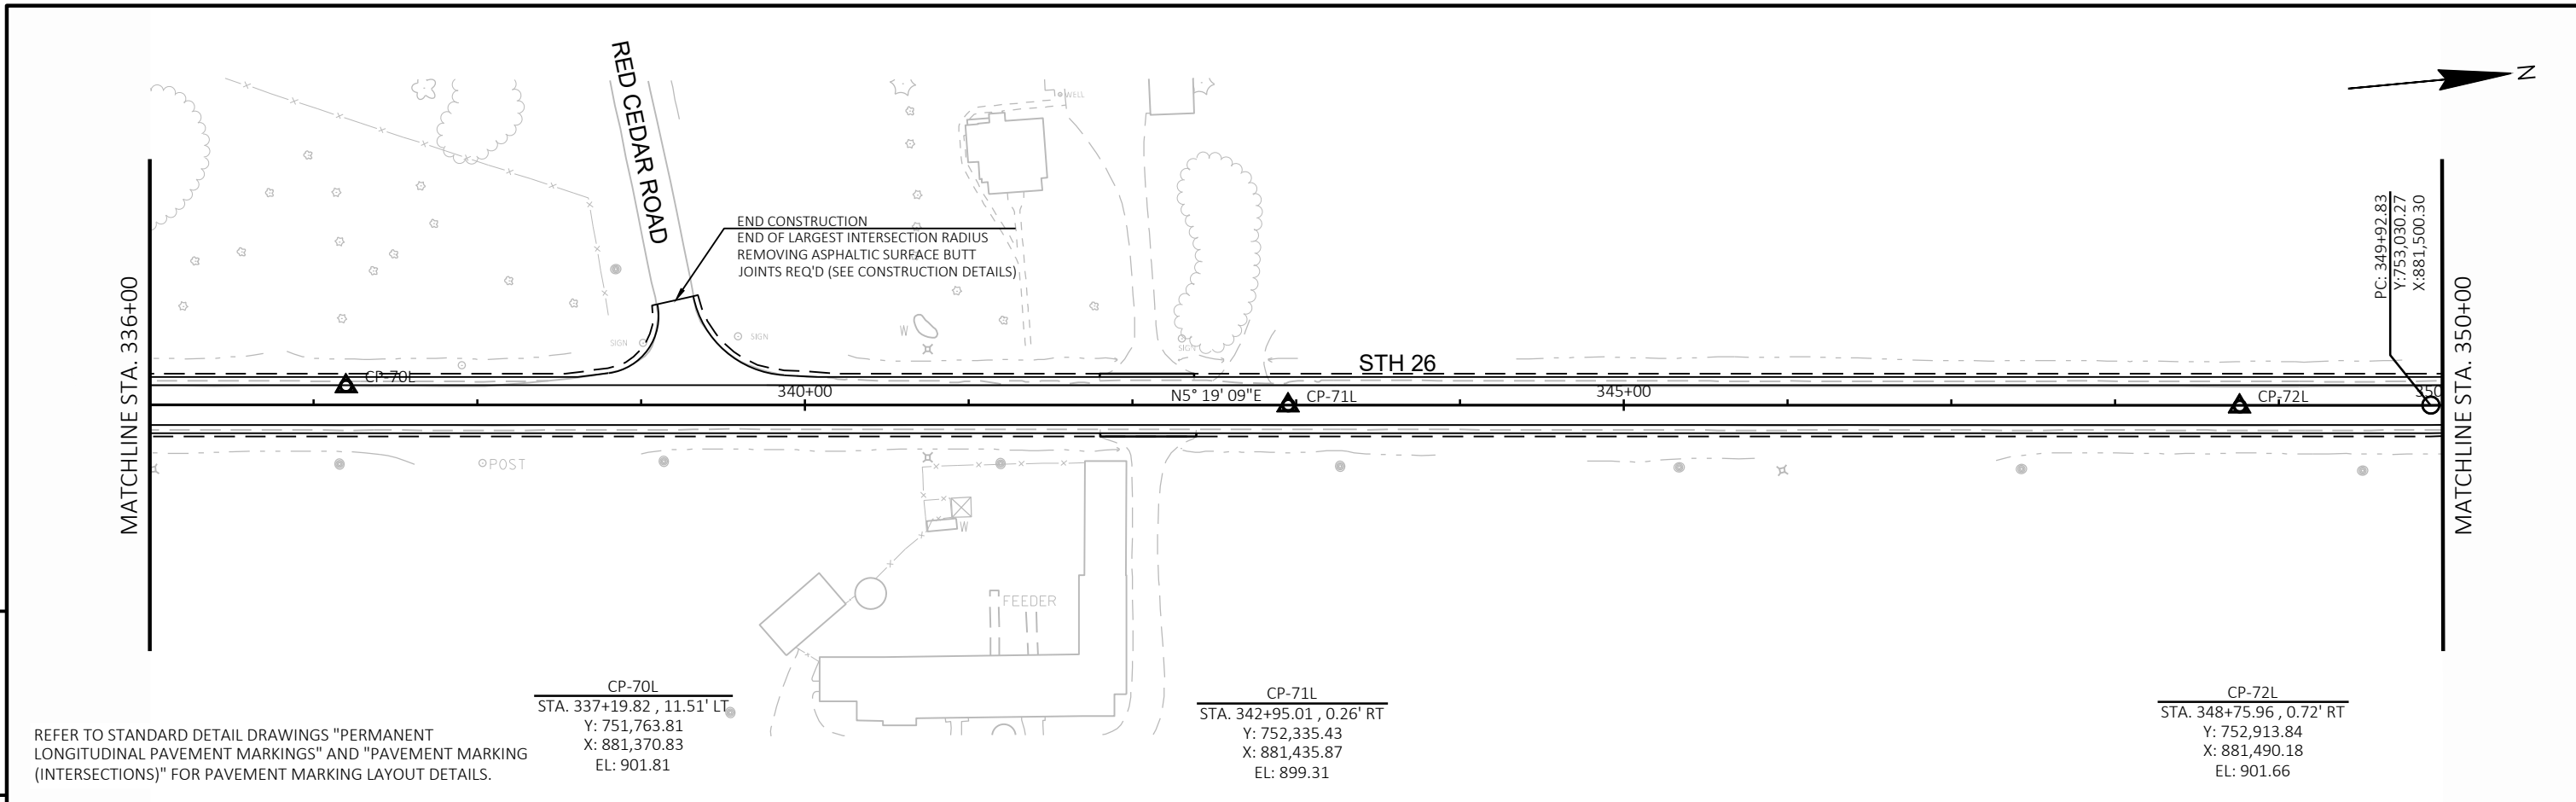 RED CEDAR ROAD
N
WELL
END CONSTRUCTION
END OF LARGEST INTERSECTION RADIUS
REMOVING ASPHALTIC SURFACE BUTT
JOINTS REQ'D (SEE CONSTRUCTION DETAILS)
PC: 349+92.83
Y:753,030.27
X:881,500.30
MATCHLINE STA. 336+00
MATCHLINE STA. 350+00
SIGN
SIGN
W
SIGN
STH 26
CP-70L
340+00
N5° 19' 09"E
CP-71L
345+00
CP-72L
350
POST
W
FEEDER
CP-70L
STA. 337+19.82 , 11.51' LT
Y: 751,763.81
X: 881,370.83
EL: 901.81
CP-71L
STA. 342+95.01 , 0.26' RT
Y: 752,335.43
X: 881,435.87
EL: 899.31
CP-72L
STA. 348+75.96 , 0.72' RT
Y: 752,913.84
X: 881,490.18
EL: 901.66
REFER TO STANDARD DETAIL DRAWINGS "PERMANENT
LONGITUDINAL PAVEMENT MARKINGS" AND "PAVEMENT MARKING
(INTERSECTIONS)" FOR PAVEMENT MARKING LAYOUT DETAILS.